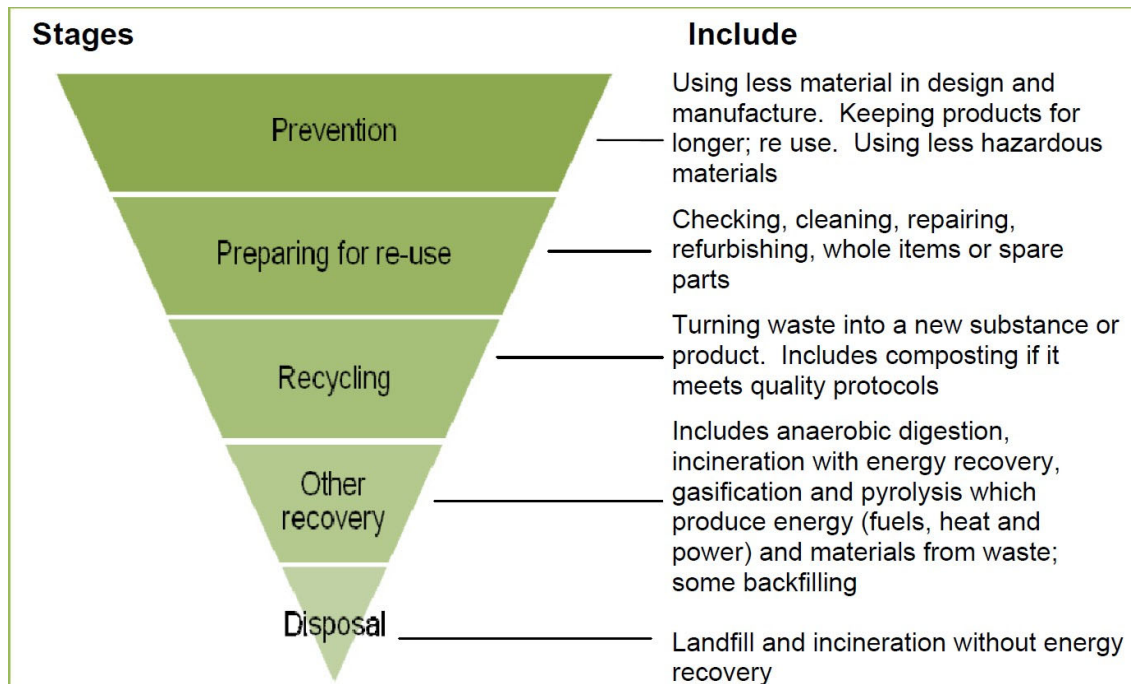 Stages
Include
Prevention
Using less material in design and
manufacture.  Keeping products for
longer; re use.  Using less hazardous
materials
Preparing for re-use
Checking, cleaning, repairing,
refurbishing, whole items or spare
parts
Recycling
Turning waste into a new substance or
product.  Includes composting if it
meets quality protocols
Other
recovery
Includes anaerobic digestion,
incineration with energy recovery,
gasification and pyrolysis which
produce energy (fuels, heat and
power) and materials from waste;
some backfilling
Disposal
Landfill and incineration without energy
recovery